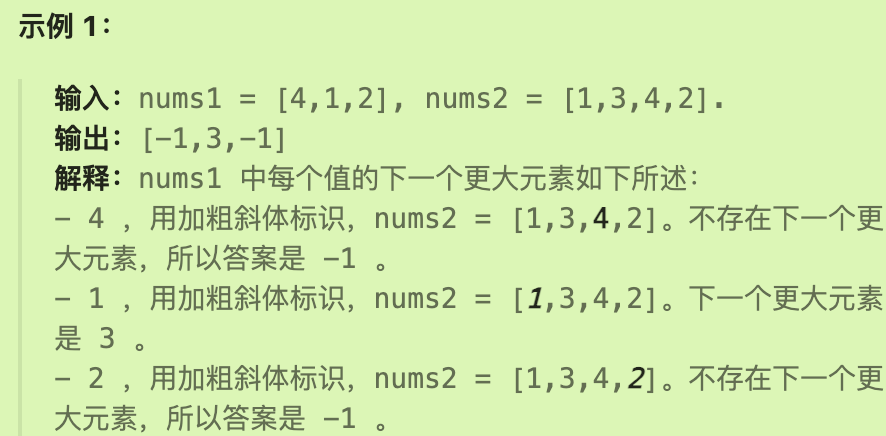 示例 1:
输入: nums1 = [4,1,2], nums2 = [1,3,4,2].
输出: [-1,3,-1]
解释: nums1 中每个值的下一个更大元素如下所述:
- 4 ，用加粗斜体标识，nums2 = [1,3,4,2]。不存在下一个更
大元素，所以答案是 -1 。
- 1 ，用加粗斜体标识，nums2 = [1,3,4,2]。下一个更大元素
是 3 。
- 2 ，用加粗斜体标识，nums2 = [1,3,4,2]。不存在下一个更
大元素，所以答案是 -1 。